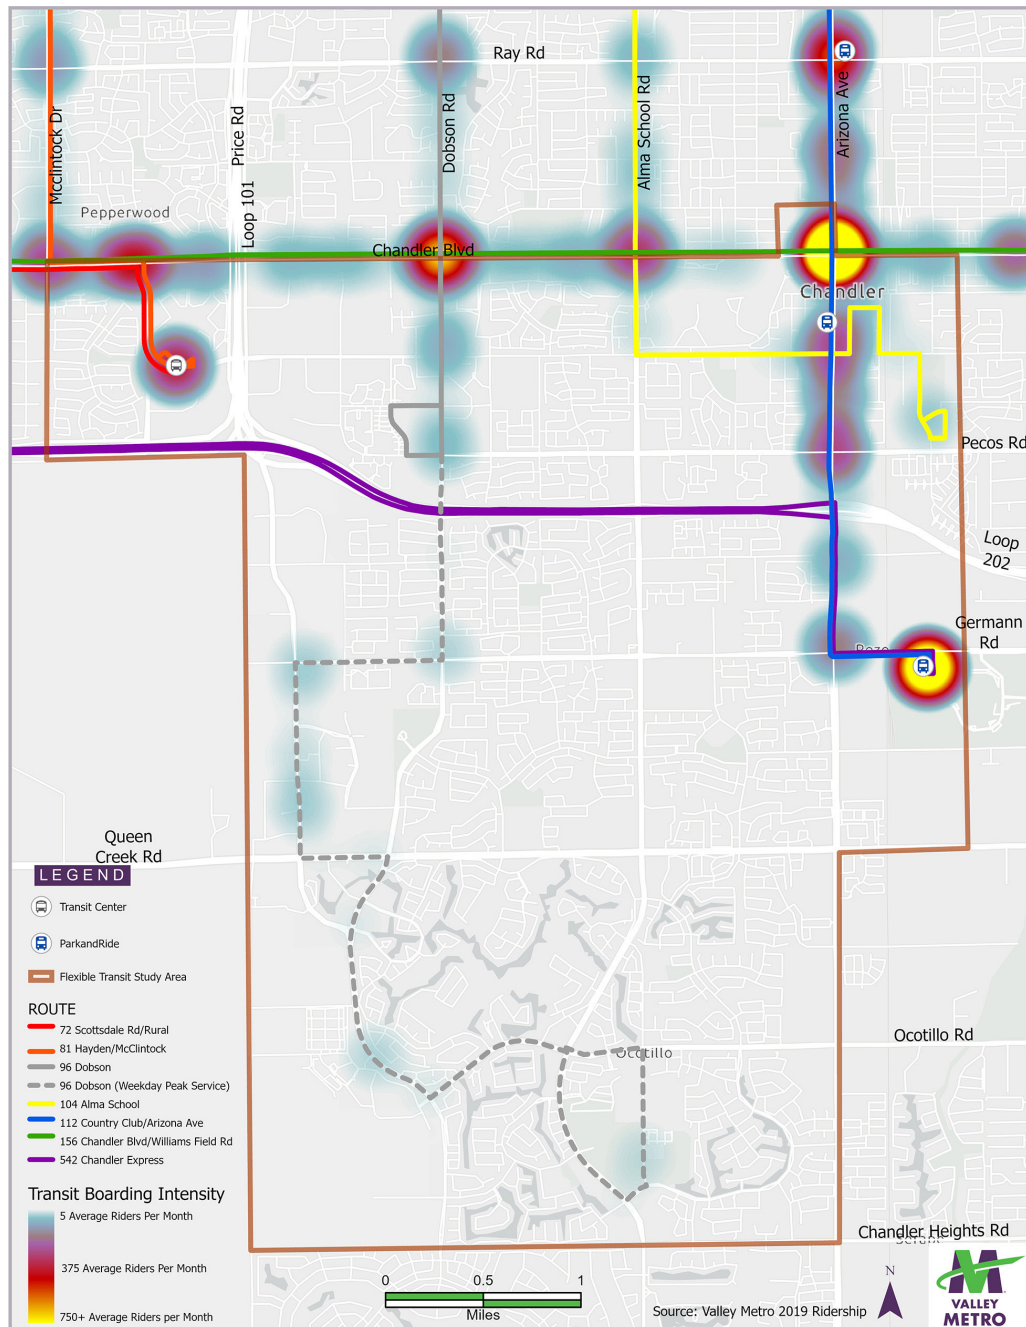 Ray Rd
Mcclintock Dr
Price Rd
Loop 101
Dobson Rd
Alma School Rd
Arizona Ave
Pepperwood
Chandler Blvd
Chandler
Pecos Rd
Loop
202
Germann
Rd
Queen
Creek Rd
LEGEND
Transit Center
ParkandRide
Flexible Transit Study Area
ROUTE
72 Scottsdale Rd/Rural
81 Hayden/McClintock
96 Dobson
96 Dobson (Weekday Peak Service)
104 Alma School
112 Country Club/Arizona Ave
156 Chandler Blvd/Williams Field Rd
542 Chandler Express
Transit Boarding Intensity
5 Average Riders Per Month
375 Average Riders Per Month
750+ Average Riders per Month
Ocotillo Rd
Ocotillo
Chandler Heights Rd
0 0.5 1
Miles
Source: Valley Metro 2019 Ridership
N
VALLEY
METRO